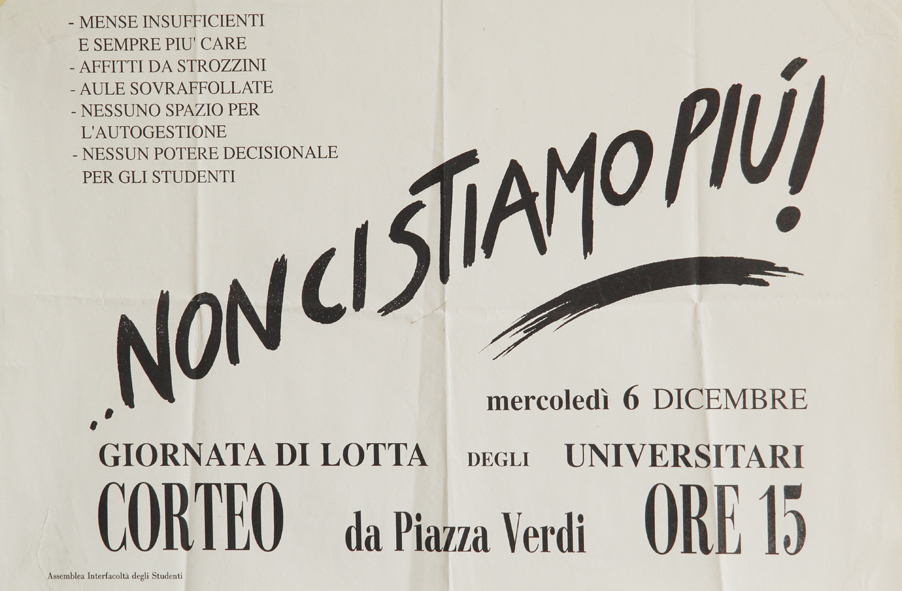 - MENSE INSUFFICIENTI
E SEMPRE PIU' CARE
- AFFITTI DA STROZZINI
- AULE SOVRAFFOLLATE
- NESSUNO SPAZIO PER
L'AUTOGESTIONE
- NESSUN POTERE DECISIONALE
PER GLI STUDENTI
..NON CI STIAMO PIÚ!
mercoledì 6 DICEMBRE
GIORNATA DI LOTTA DEGLI UNIVERSITARI
CORTEO da Piazza Verdi ORE 15
Assemblea Interfacoltà degli Studenti